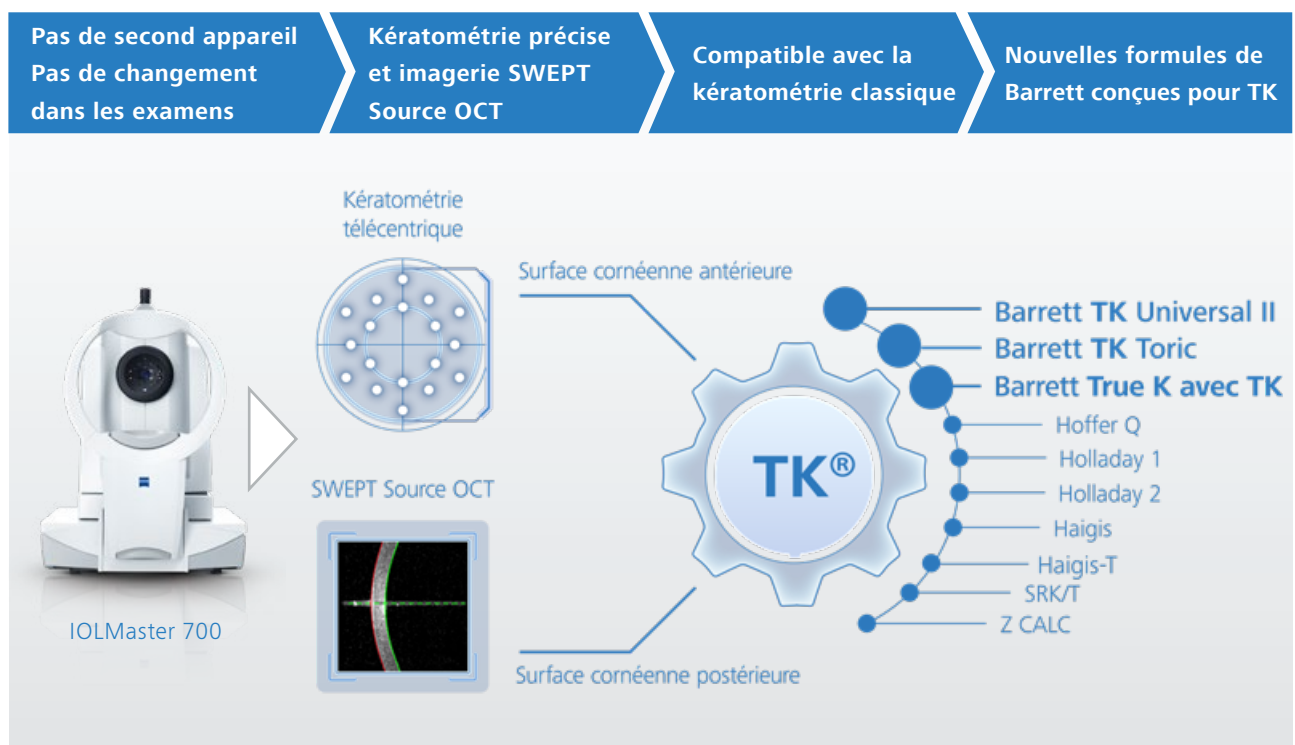 Pas de second appareil
Pas de changement
dans les examens
Kératométrie précise
et imagerie SWEPT
Source OCT
Compatible avec la
kératométrie classique
Nouvelles formules de
Barrett conçues pour TK
Kératométrie
télécentrique
SWEPT Source OCT
IOLMaster 700
Surface cornéenne antérieure
Surface cornéenne postérieure
TK®
Barrett TK Universal II
Barrett TK Toric
Barrett True K avec TK
Hoffer Q
Holladay 1
Holladay 2
Haigis
Haigis-T
SRK/T
Z CALC